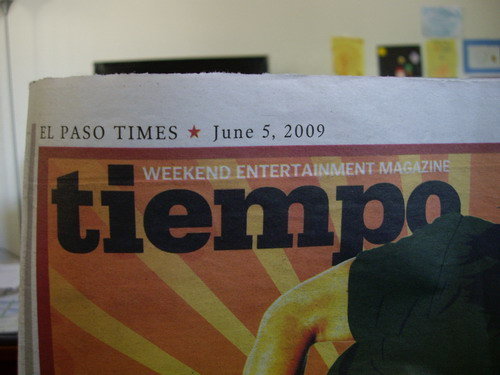 EL PASO TIMES ★ June 5, 2009
WEEKEND ENTERTAINMENT MAGAZINE
tiempo